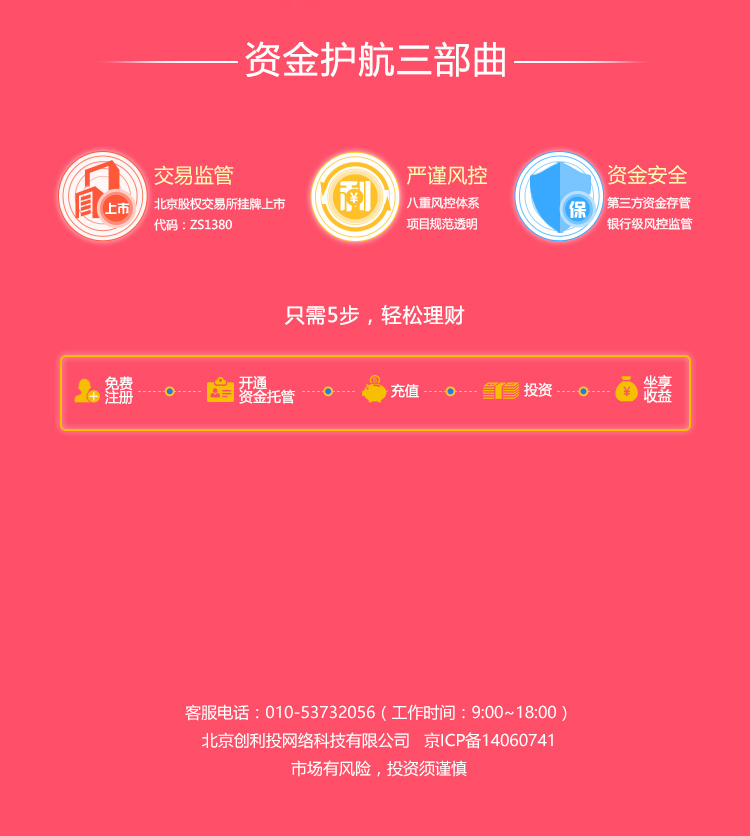 资金护航三部曲
交易监管
北京股权交易所挂牌上市
代码：ZS1380
上市
严谨风控
八重风控体系
项目规范透明
利
¥
资金安全
第三方资金存管
银行级风控监管
保
只需5步，轻松理财
免费
注册
开通
资金托管
充值
投资
坐享
收益
¥
客服电话：010-53732056（工作时间：9:00~18:00）
北京创利投网络科技有限公司 京ICP备14060741
市场有风险，投资须谨慎